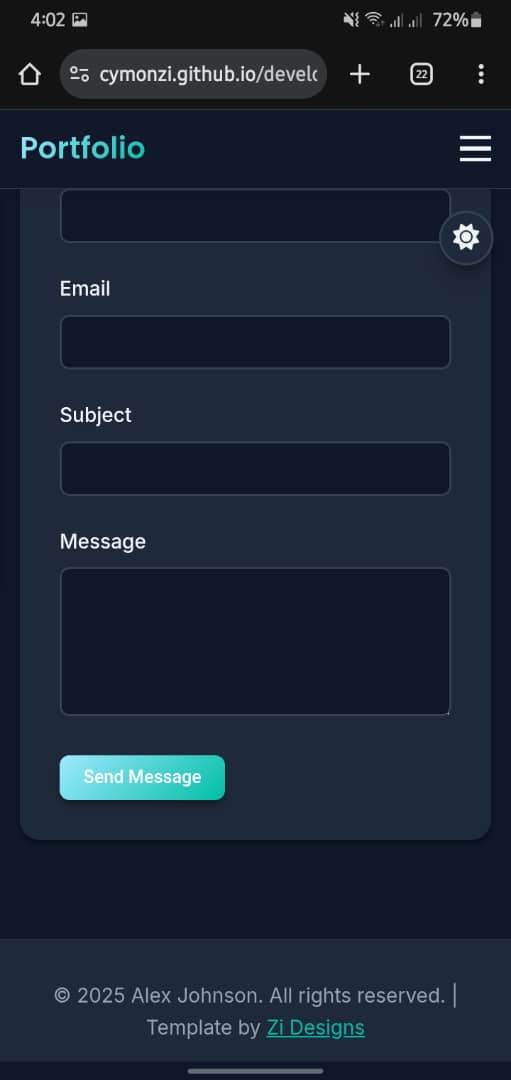 4:02 72%
cymonzi.github.io/develo 22
Portfolio
Email
Subject
Message
Send Message
© 2025 Alex Johnson. All rights reserved. |
Template by Zi Designs